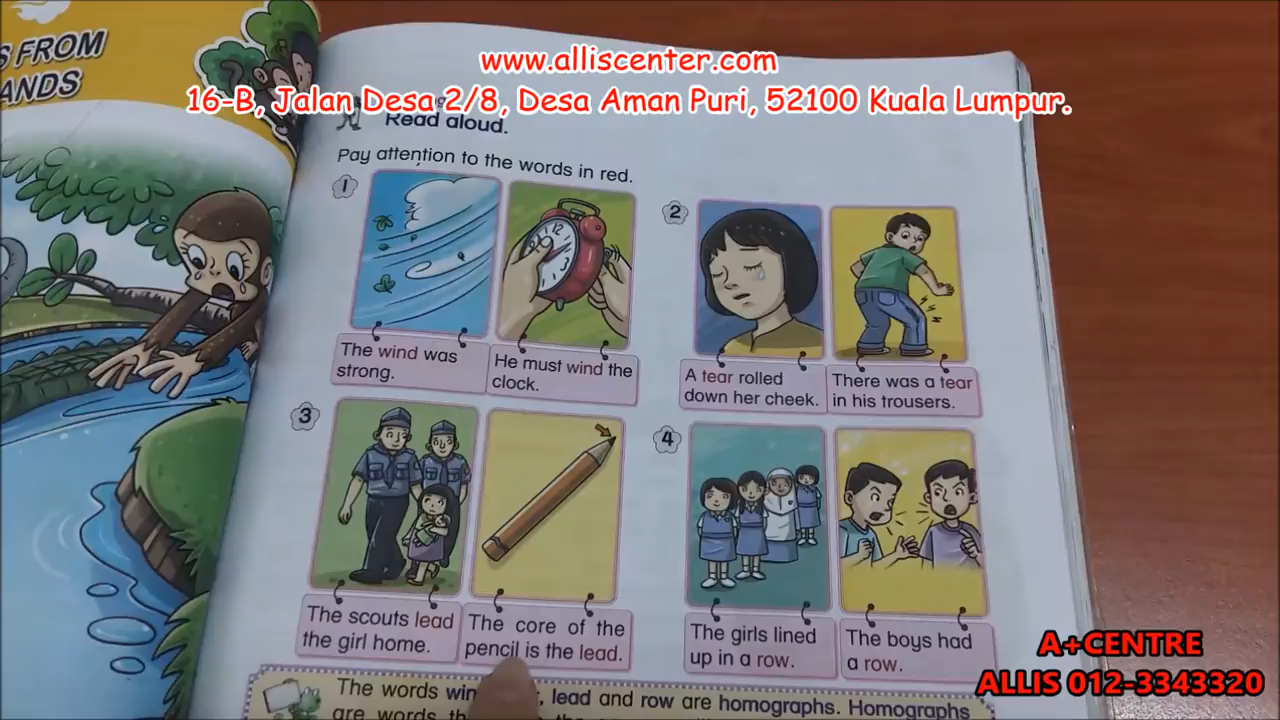 S FROM
ANDS
www.alliscenter.com
16-B, Jalan Desa 2/8, Desa Aman Puri, 52100 Kuala Lumpur.
Read aloud.
Pay attention to the words in red.
1
The wind was
strong.
He must wind the
clock.
2
A tear rolled
down her cheek.
There was a tear
in his trousers.
3
The scouts lead
the girl home.
The core of the
pencil is the lead.
4
The girls lined
up in a row.
The boys had
a row.
A+CENTRE
ALLIS 012-3343320
The words lead and row are homographs. Homographs
are words